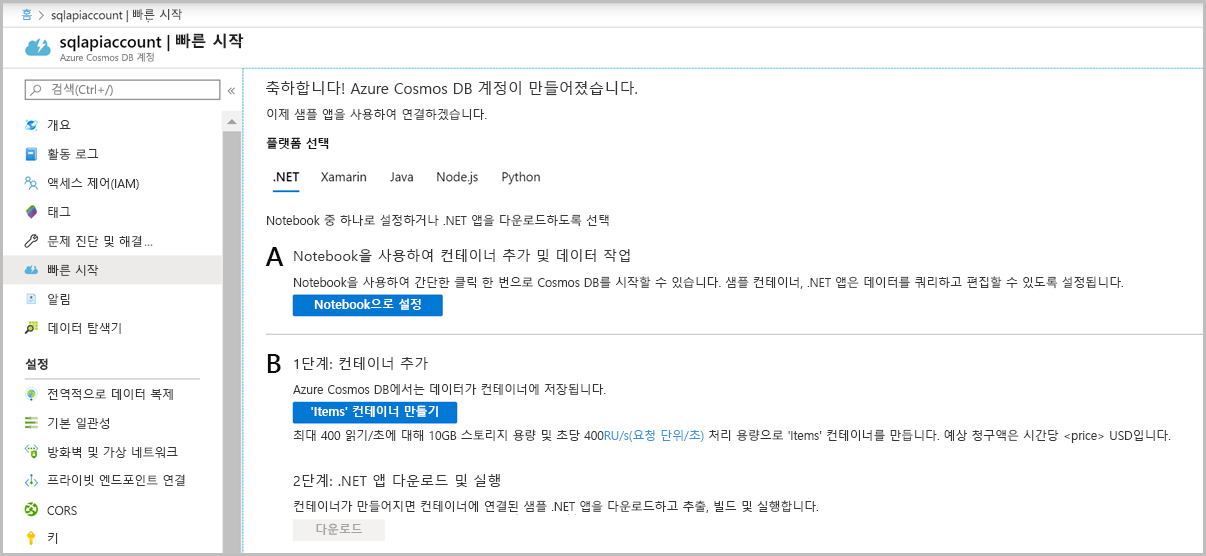 홈 > sqlapiaccount | 빠른 시작
sqlapiaccount | 빠른 시작
Azure Cosmos DB 계정
검색(Ctrl+/)
«
개요
활동 로그
액세스 제어(IAM)
태그
문제 진단 및 해결...
빠른 시작
알림
데이터 탐색기
설정
전역적으로 데이터 복제
기본 일관성
방화벽 및 가상 네트워크
프라이빗 엔드포인트 연결
CORS
키
축하합니다! Azure Cosmos DB 계정이 만들어졌습니다.
이제 샘플 앱을 사용하여 연결하겠습니다.
플랫폼 선택
.NET Xamarin Java Node.js Python
Notebook 중 하나로 설정하거나 .NET 앱을 다운로드하도록 선택
A Notebook을 사용하여 컨테이너 추가 및 데이터 작업
Notebook을 사용하여 간단한 클릭 한 번으로 Cosmos DB를 시작할 수 있습니다. 샘플 컨테이너, .NET 앱은 데이터를 쿼리하고 편집할 수 있도록 설정됩니다.
Notebook으로 설정
B 1단계: 컨테이너 추가
Azure Cosmos DB에서는 데이터가 컨테이너에 저장됩니다.
'Items' 컨테이너 만들기
최대 400 읽기/초에 대해 10GB 스토리지 용량 및 초당 400RU/s(요청 단위/초) 처리 용량으로 'Items' 컨테이너를 만듭니다. 예상 청구액은 시간당 <price> USD입니다.
2단계: .NET 앱 다운로드 및 실행
컨테이너가 만들어지면 컨테이너에 연결된 샘플 .NET 앱을 다운로드하고 추출, 빌드 및 실행합니다.
다운로드